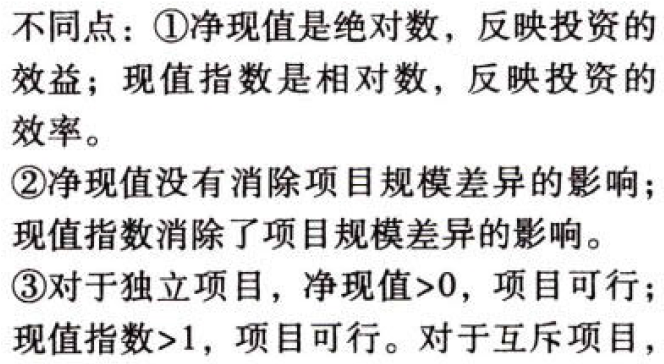 不同点：①净现值是绝对数，反映投资的
效益；现值指数是相对数，反映投资的
效率。
②净现值没有消除项目规模差异的影响；
现值指数消除了项目规模差异的影响。
③对于独立项目，净现值>0，项目可行；
现值指数>1，项目可行。对于互斥项目，